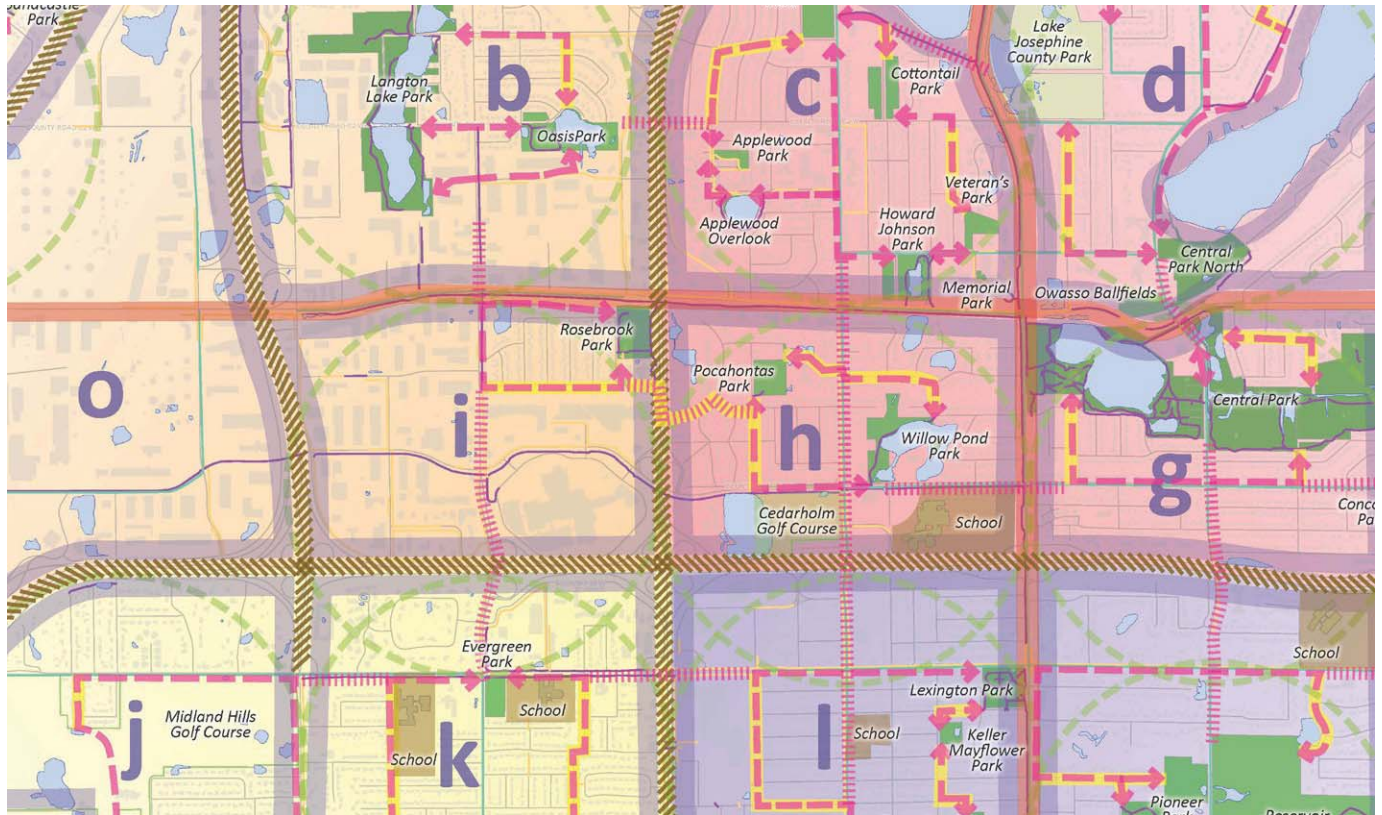 Park
b
Langton
Lake Park
OasisPark
c
Cottontail
Park
Applewood
Park
Applewood
Overlook
Veteran's
Park
Howard
Johnson
Park
Memorial
Park
Lake
Josephine
County Park
d
Central
Park North
Owasso Ballfields
o
i
Rosebrook
Park
Pocahontas
Park
h
Willow Pond
Park
Cedarholm
Golf Course
School
Central Park
g
Evergreen
Park
j
Midland Hills
Golf Course
School
k
School
l
School
Lexington Park
Keller
Mayflower
Park
School
Pioneer